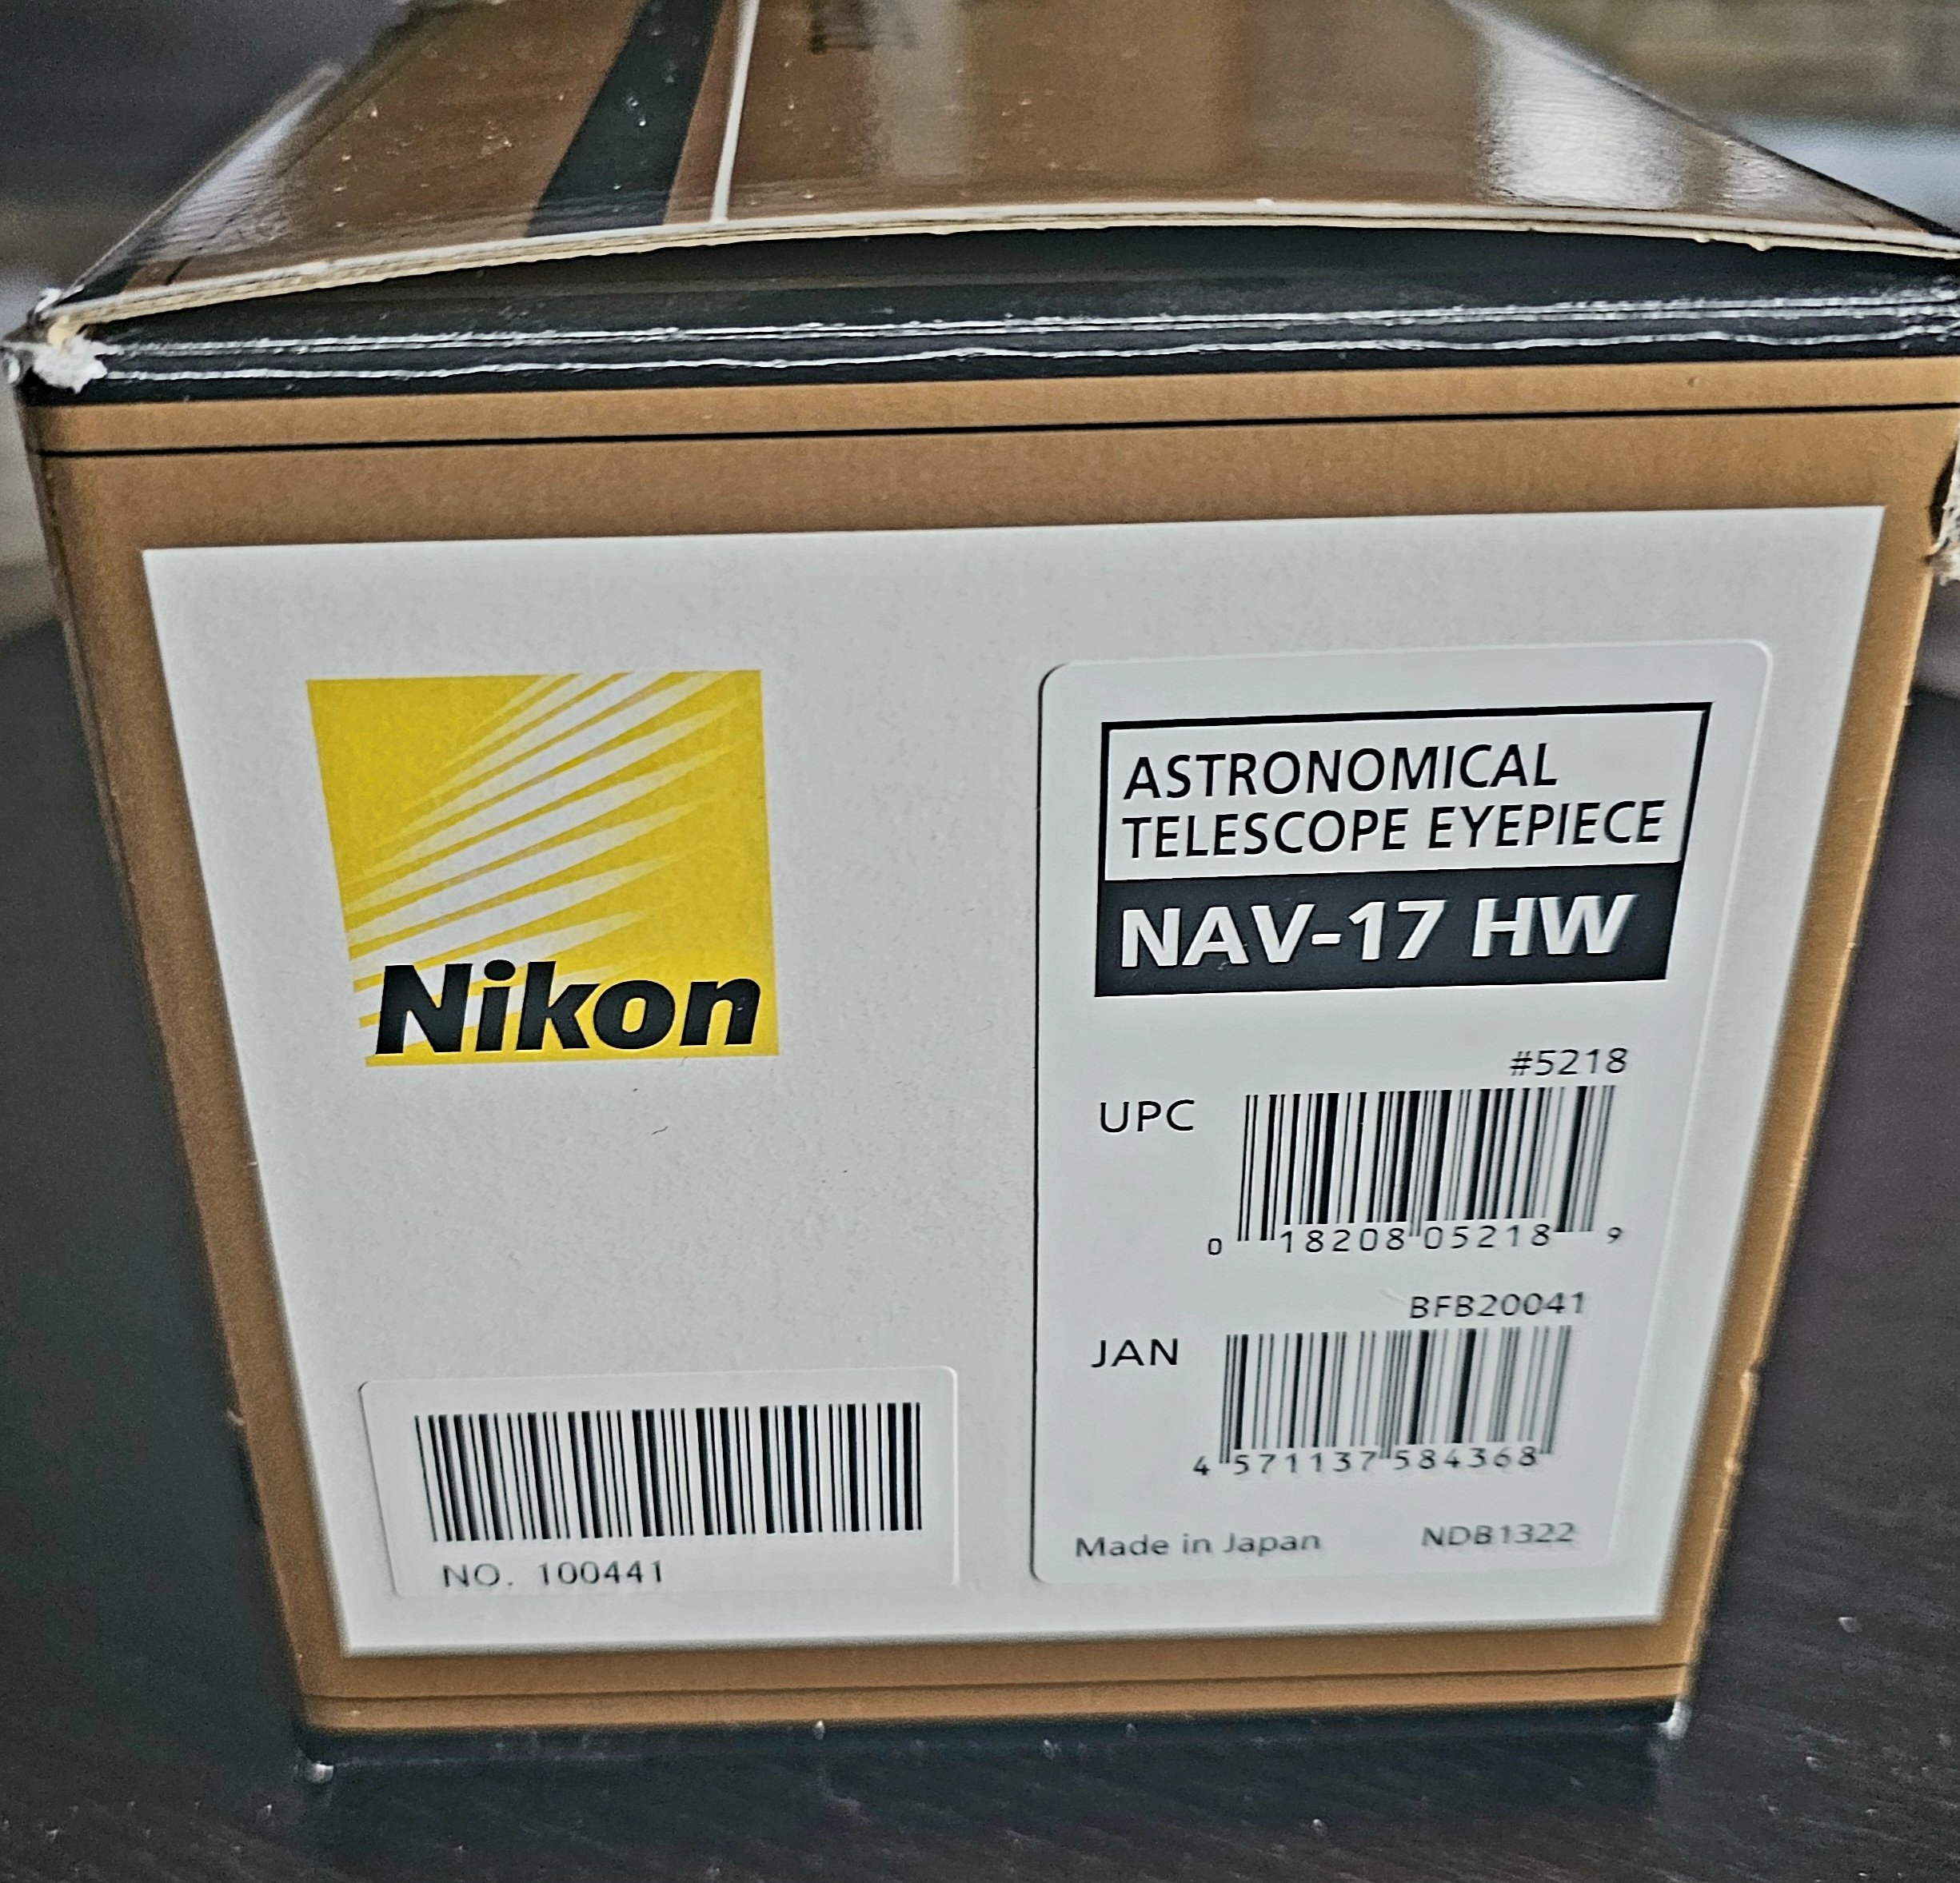 Nikon
ASTRONOMICAL
TELESCOPE EYEPIECE
NAV-17 HW
#5218
UPC
0 18208 05218 9
BFB20041
JAN
4 571137 584368
Made in Japan NDB1322
NO. 100441